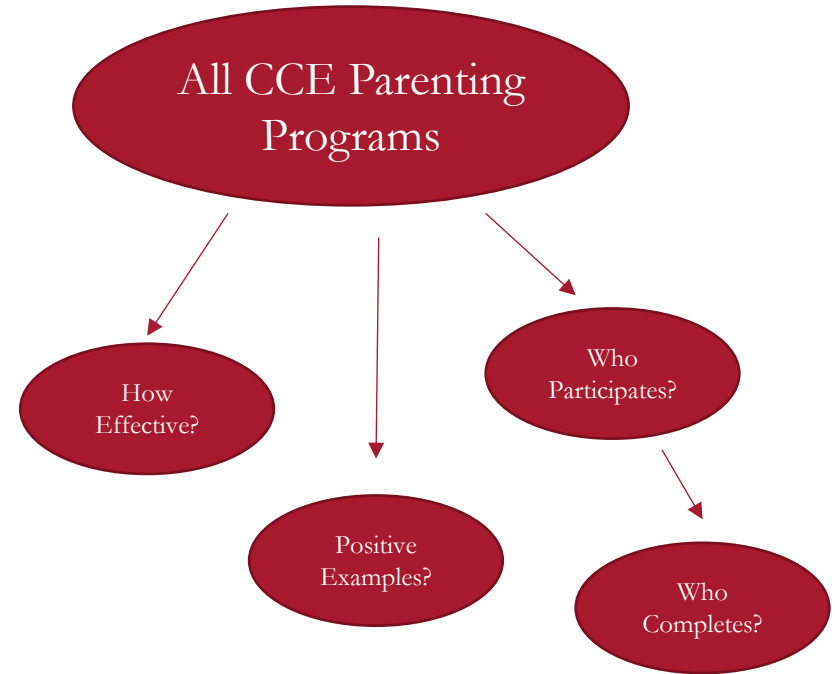 All CCE Parenting
Programs
How
Effective?
Positive
Examples?
Who
Participates?
Who
Completes?